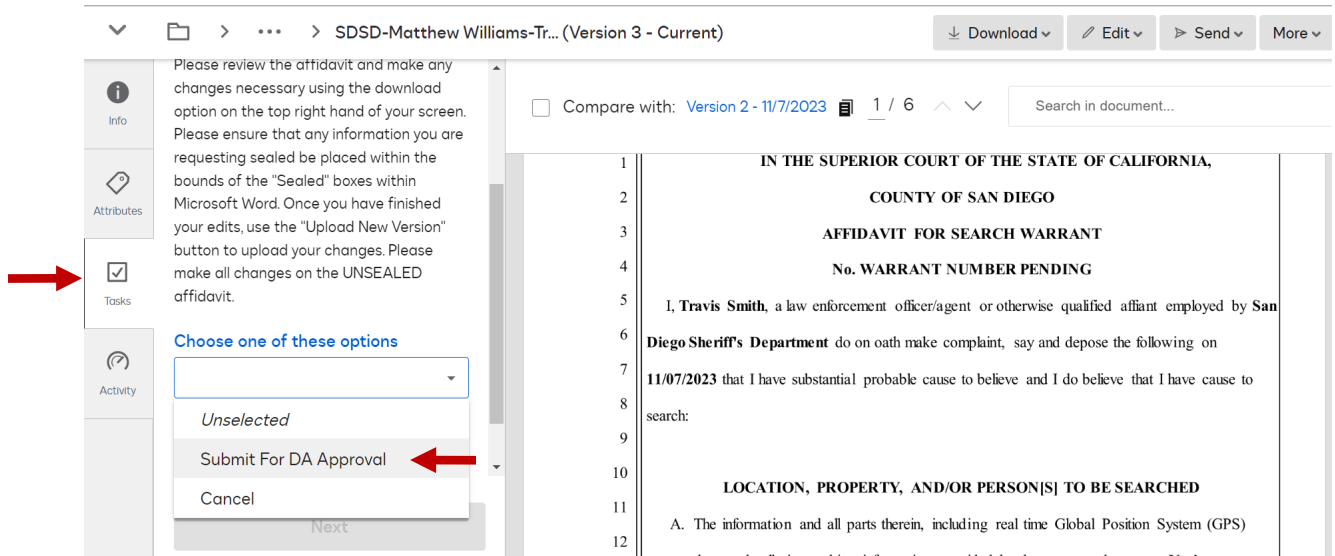 SDSD-Matthew Williams-Tr... (Version 3 - Current)
Download
Edit
Send
More
Info
Attributes
Tasks
Activity
Please review the affidavit and make any
changes necessary using the download
option on the top right hand of your screen.
Please ensure that any information you are
requesting sealed be placed within the
bounds of the "Sealed" boxes within
Microsoft Word. Once you have finished
your edits, use the "Upload New Version"
button to upload your changes. Please
make all changes on the UNSEALED
affidavit.
Choose one of these options
Unselected
Submit For DA Approval
Cancel
Next
Compare with: Version 2 - 11/7/2023 1 / 6
Search in document...
1 IN THE SUPERIOR COURT OF THE STATE OF CALIFORNIA,
2 COUNTY OF SAN DIEGO
3 AFFIDAVIT FOR SEARCH WARRANT
4 No. WARRANT NUMBER PENDING
5 I, Travis Smith, a law enforcement officer/agent or otherwise qualified affiant employed by San
6 Diego Sheriff's Department do on oath make complaint, say and depose the following on
7 11/07/2023 that I have substantial probable cause to believe and I do believe that I have cause to
8 search:
9
10
LOCATION, PROPERTY, AND/OR PERSON[S] TO BE SEARCHED
11
A. The information and all parts therein, including real time Global Position System (GPS)
12